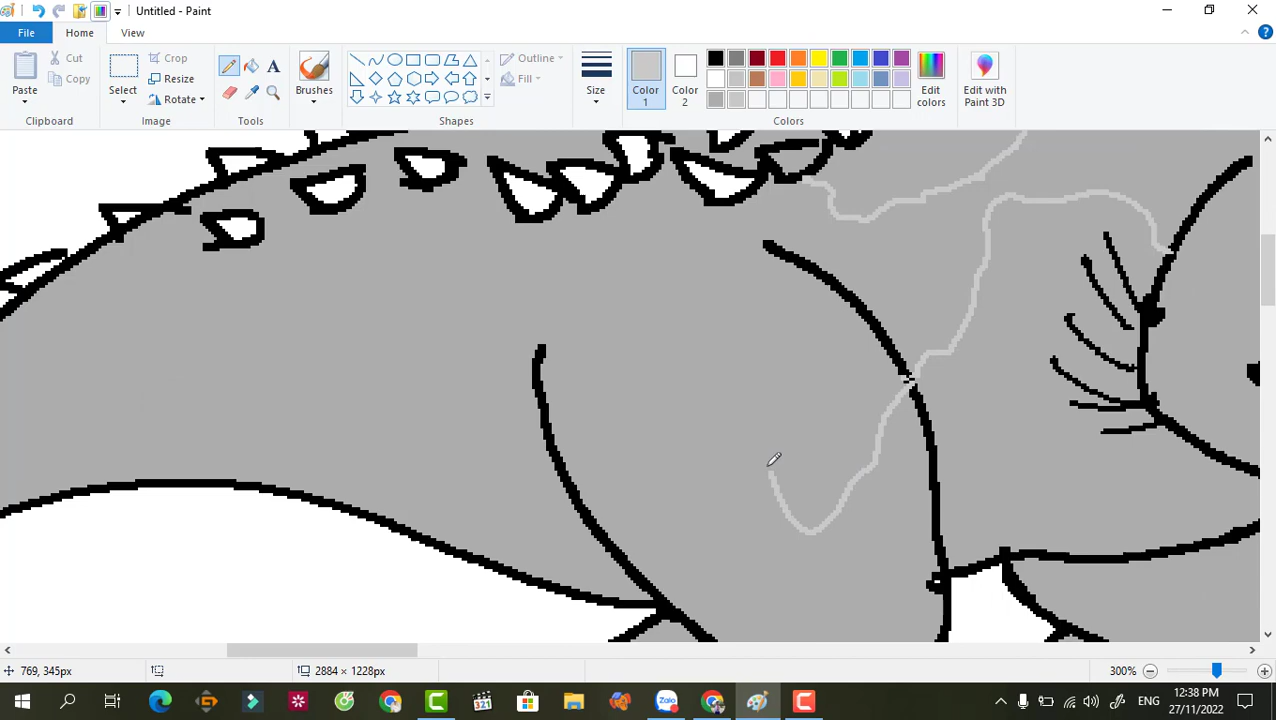 Untitled - Paint
File Home View
Paste
Cut
Copy
Clipboard
Select
Crop
Resize
Rotate
Image
Tools
Brushes
Outline
Fill
Shapes
Size
Color 1
Color 2
Edit colors
Colors
Edit with Paint 3D
769, 345px
2884 × 1228px
300%
321
Zalo
ENG
12:38 PM
27/11/2022